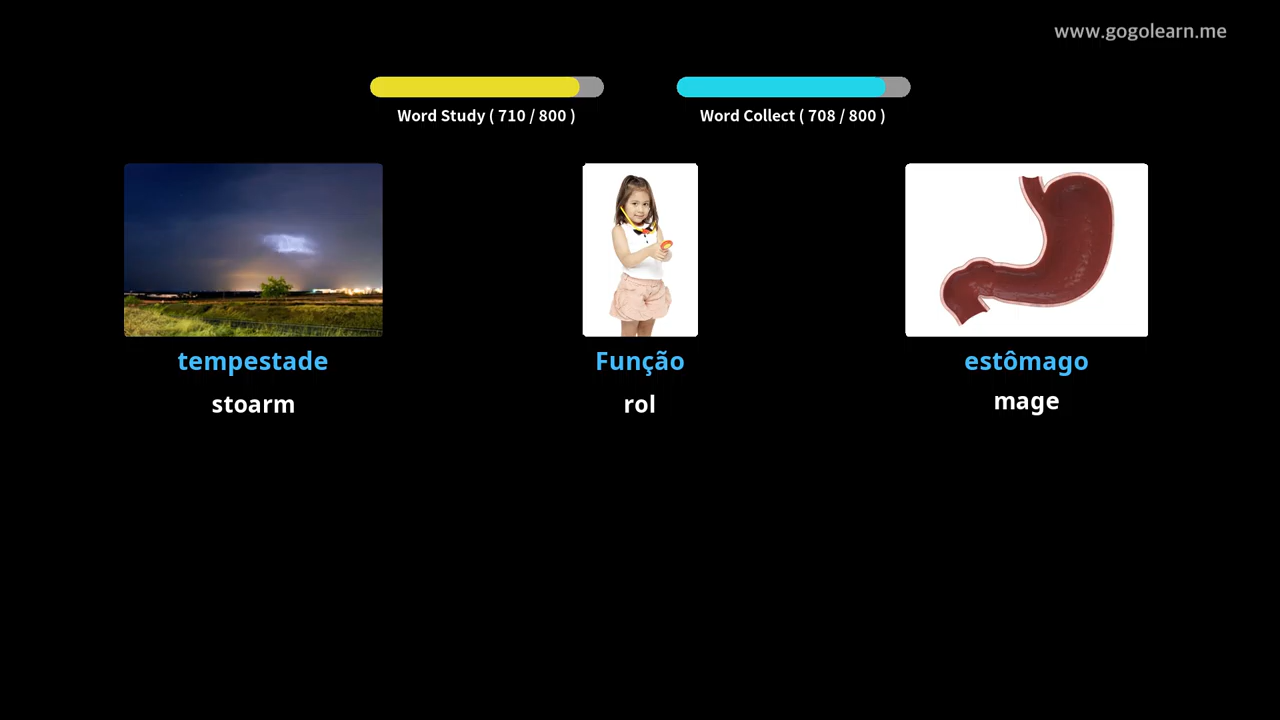 www.gogolearn.me
Word Study ( 710 / 800 )
Word Collect ( 708 / 800 )
tempestade
stoarm
Função
rol
estômago
mage